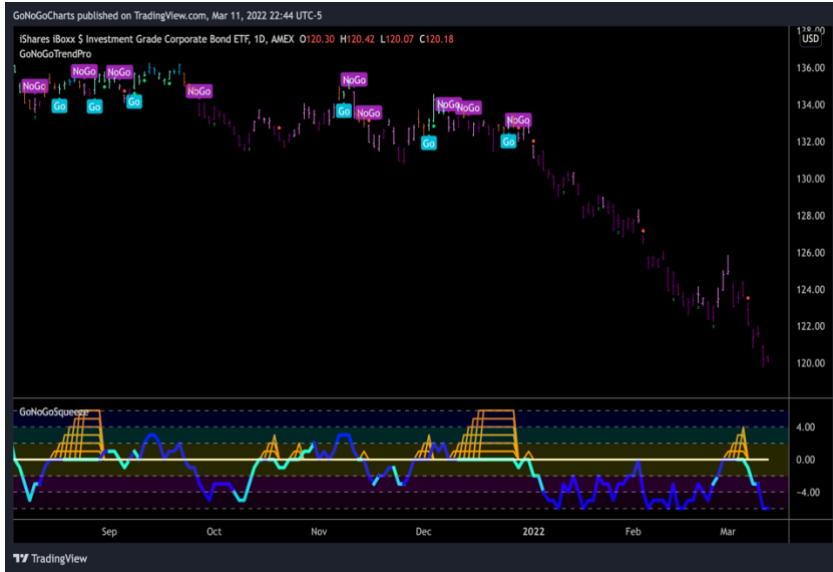 GoNoGoCharts published on TradingView.com, Mar 11, 2022 22:44 UTC-5
iShares iBoxx $ Investment Grade Corporate Bond ETF, 1D, AMEX O120.30 H120.42 L120.07 C120.18
GoNoGoTrendPro
138.00
USD
136.00
134.00
132.00
130.00
128.00
126.00
124.00
122.00
120.00
NoGo
NoGo
NoGo
NoGo
NoGo
NoGo
NoGo
NoGo
NoGo
Go
Go
Go
Go
Go
Go
GoNoGoSqueeze
4.00
0.00
−4.00
Sep Oct Nov Dec 2022 Feb Mar
TradingView